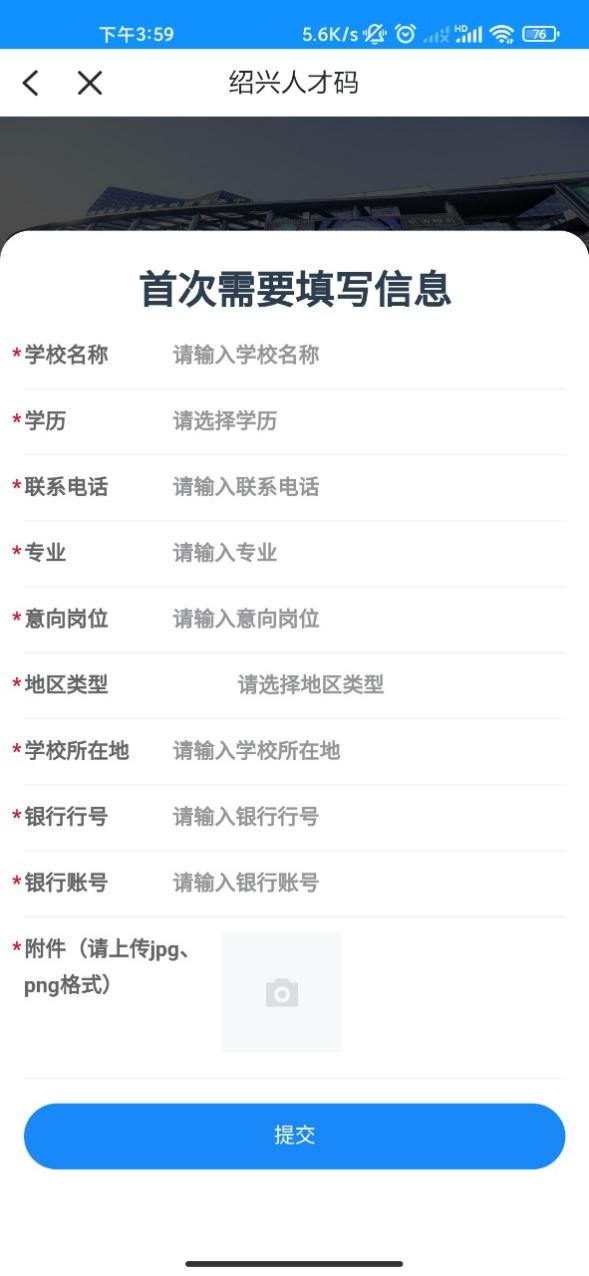 下午3:59 5.6K/s HD 76
绍兴人才码
首次需要填写信息
*学校名称 请输入学校名称
*学历 请选择学历
*联系电话 请输入联系电话
*专业 请输入专业
*意向岗位 请输入意向岗位
*地区类型 请选择地区类型
*学校所在地 请输入学校所在地
*银行行号 请输入银行行号
*银行账号 请输入银行账号
*附件（请上传jpg、
png格式）
提交